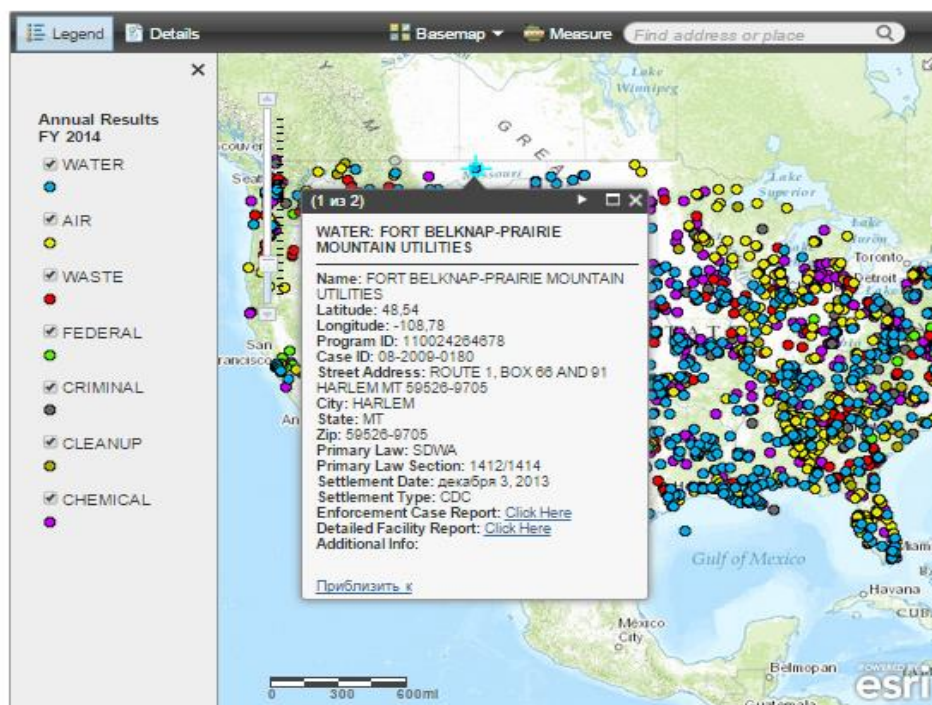 Legend Details Basemap Measure Find address or place
Annual Results
FY 2014
WATER
AIR
WASTE
FEDERAL
CRIMINAL
CLEANUP
CHEMICAL
(1 из 2)
WATER: FORT BELKNAP-PRAIRIE
MOUNTAIN UTILITIES
Name: FORT BELKNAP-PRAIRIE MOUNTAIN
UTILITIES
Latitude: 48,54
Longitude: -108,78
Program ID: 110024264678
Case ID: 08-2009-0180
Street Address: ROUTE 1, BOX 66 AND 91
HARLEM MT 59526-9705
City: HARLEM
State: MT
Zip: 59526-9705
Primary Law: SDWA
Primary Law Section: 1412/1414
Settlement Date: декабря 3, 2013
Settlement Type: CDC
Enforcement Case Report: Click Here
Detailed Facility Report: Click Here
Additional Info:
Приблизить к
Lake
Winnipeg
GREA
Missouri
Lake
Superior
Toronto
Detroit
San
Gulf of Mexico
Havana
CUB
México
City
Belmopan
0 300 600mi
POWERED BY
esri